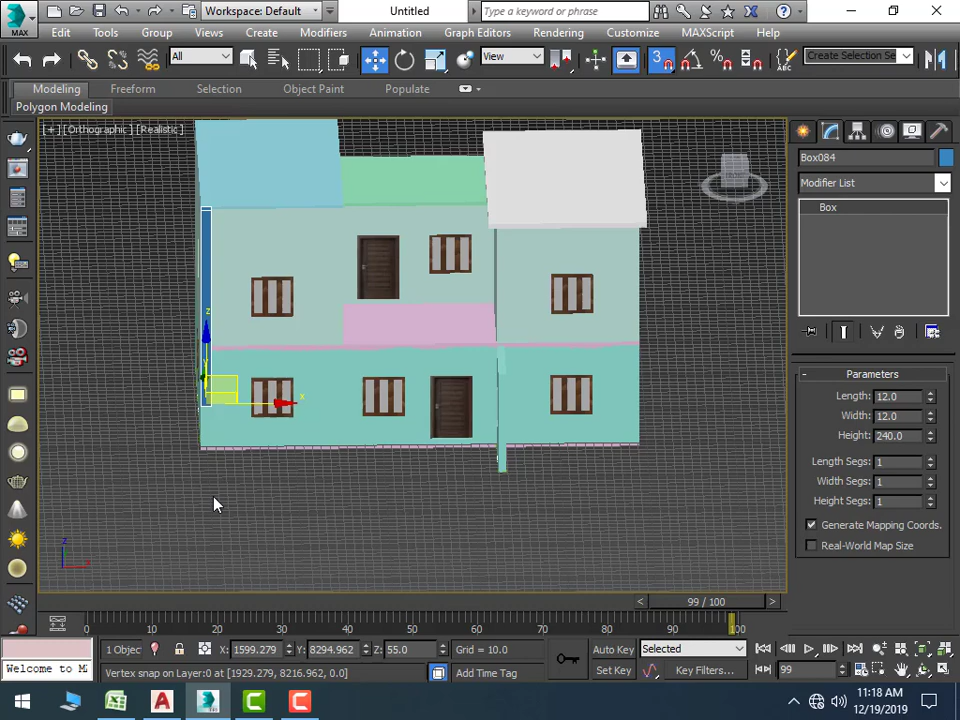 MAX
Workspace: Default
Untitled
Type a keyword or phrase
Edit Tools Group Views Create Modifiers Animation Graph Editors Rendering Customize MAXScript Help
All
View
3
Create Selection Se
Modeling Freeform Selection Object Paint Populate
Polygon Modeling
[+] [Orthographic] [Realistic]
Box084
Modifier List
Box
z
x
Parameters
Length: 12.0
Width: 12.0
Height: 240.0
Length Segs: 1
Width Segs: 1
Height Segs: 1
Generate Mapping Coords.
Real-World Map Size
z
99 / 100
0 10 20 30 40 50 60 70 80 90 100
1 Objec
X: 1599.279 Y: 8294.962 Z: 55.0 Grid = 10.0
Auto Key Selected
Welcome to M
Vertex snap on Layer:0 at [1929.279, 8216.962, 0.0]
Add Time Tag
Set Key Key Filters...
99
11:18 AM
12/19/2019